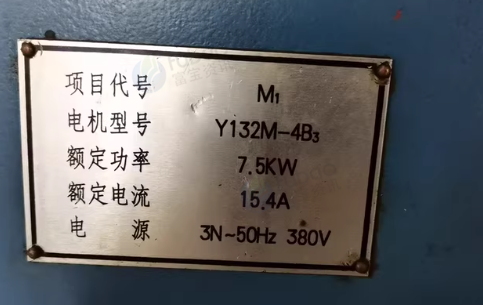 项目代号 M₁
电机型号 Y132M-4B₃
额定功率 7.5KW
额定电流 15.4A
电源 3N~50Hz 380V